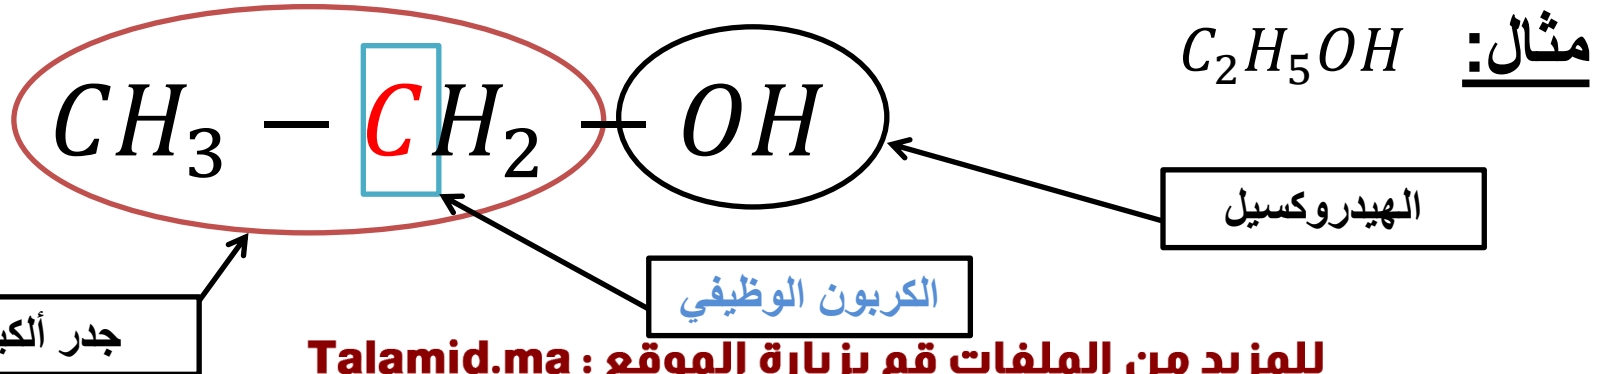 مثال: C₂H₅OH
CH₃ − CH₂ − OH
الهيدروكسيل
الكربون الوظيفي
جدر
للمزيد من الملفات قم بزيارة الموقع : Talamid.ma